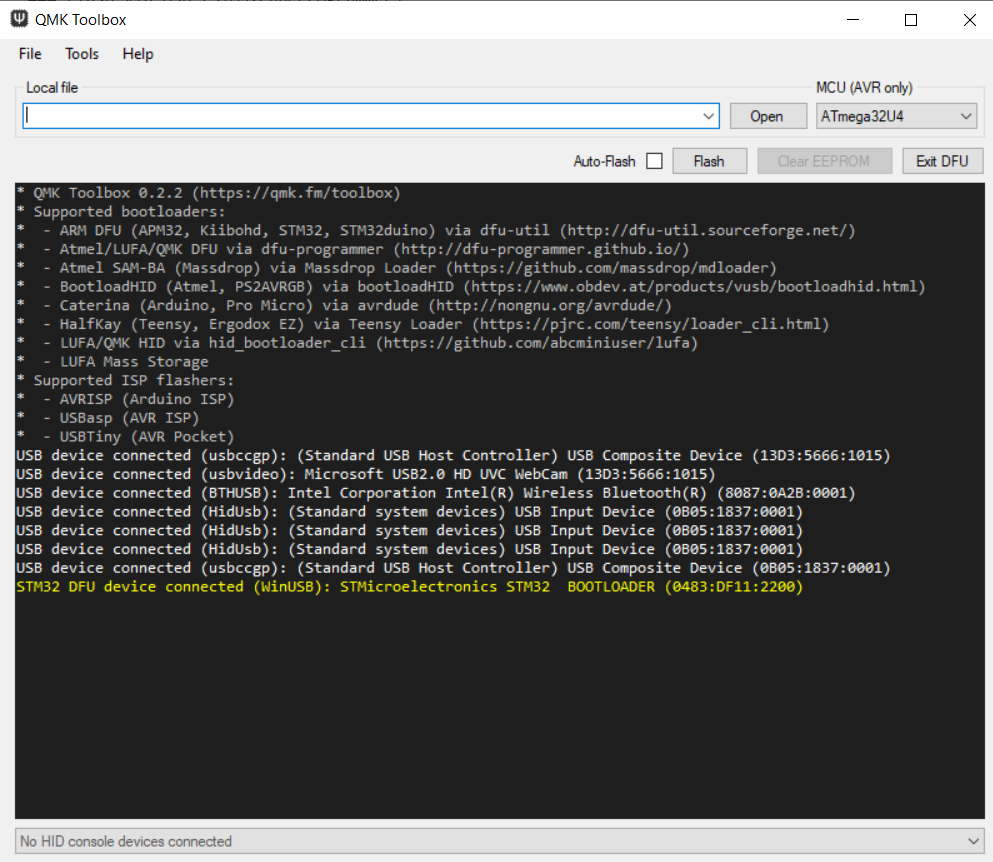 QMK Toolbox
File Tools Help
Local file MCU (AVR only)
Open ATmega32U4
Auto-Flash Flash Clear EEPROM Exit DFU
* QMK Toolbox 0.2.2 (https://qmk.fm/toolbox)
* Supported bootloaders:
*  - ARM DFU (APM32, Kiibohd, STM32, STM32duino) via dfu-util (http://dfu-util.sourceforge.net/)
*  - Atmel/LUFA/QMK DFU via dfu-programmer (http://dfu-programmer.github.io/)
*  - Atmel SAM-BA (Massdrop) via Massdrop Loader (https://github.com/massdrop/mdloader)
*  - BootloadHID (Atmel, PS2AVRGB) via bootloadHID (https://www.obdev.at/products/vusb/bootloadhid.html)
*  - Caterina (Arduino, Pro Micro) via avrdude (http://nongnu.org/avrdude/)
*  - HalfKay (Teensy, Ergodox EZ) via Teensy Loader (https://pjrc.com/teensy/loader_cli.html)
*  - LUFA/QMK HID via hid_bootloader_cli (https://github.com/abcminiuser/lufa)
*  - LUFA Mass Storage
* Supported ISP flashers:
*  - AVRISP (Arduino ISP)
*  - USBasp (AVR ISP)
*  - USBTiny (AVR Pocket)
USB device connected (usbccgp): (Standard USB Host Controller) USB Composite Device (13D3:5666:1015)
USB device connected (usbvideo): Microsoft USB2.0 HD UVC WebCam (13D3:5666:1015)
USB device connected (BTHUSB): Intel Corporation Intel(R) Wireless Bluetooth(R) (8087:0A2B:0001)
USB device connected (HidUsb): (Standard system devices) USB Input Device (0B05:1837:0001)
USB device connected (HidUsb): (Standard system devices) USB Input Device (0B05:1837:0001)
USB device connected (HidUsb): (Standard system devices) USB Input Device (0B05:1837:0001)
USB device connected (usbccgp): (Standard USB Host Controller) USB Composite Device (0B05:1837:0001)
STM32 DFU device connected (WinUSB): STMicroelectronics STM32  BOOTLOADER (0483:DF11:2200)
No HID console devices connected